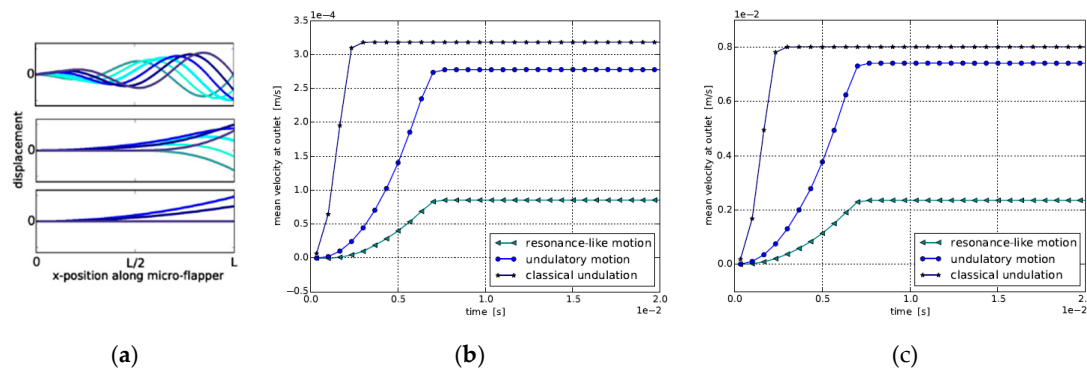 displacement
0
0
0
0 L/2 L
x-position along micro-flapper
(a)
1e−4
mean velocity at outlet [m/s]
3.5
3.0
2.5
2.0
1.5
1.0
0.5
0.0
−0.5
resonance-like motion
undulatory motion
classical undulation
0.0 0.5 1.0 1.5 2.0
time [s]
1e−2
(b)
1e−2
mean velocity at outlet [m/s]
0.8
0.6
0.4
0.2
0.0
resonance-like motion
undulatory motion
classical undulation
0.0 0.5 1.0 1.5 2.0
time [s]
1e−2
(c)